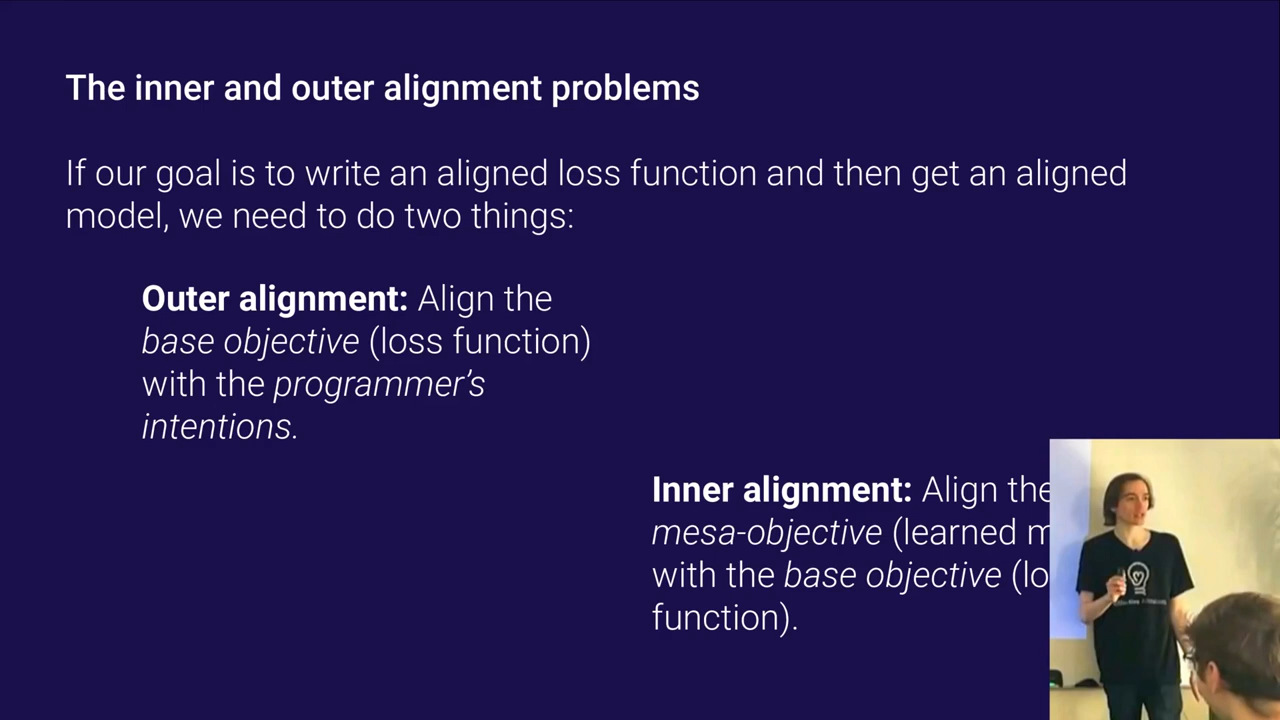 The inner and outer alignment problems
If our goal is to write an aligned loss function and then get an aligned
model, we need to do two things:
Outer alignment: Align the
base objective (loss function)
with the programmer’s
intentions.
Inner alignment: Align the
mesa-objective (learned m
with the base objective (lo
function).